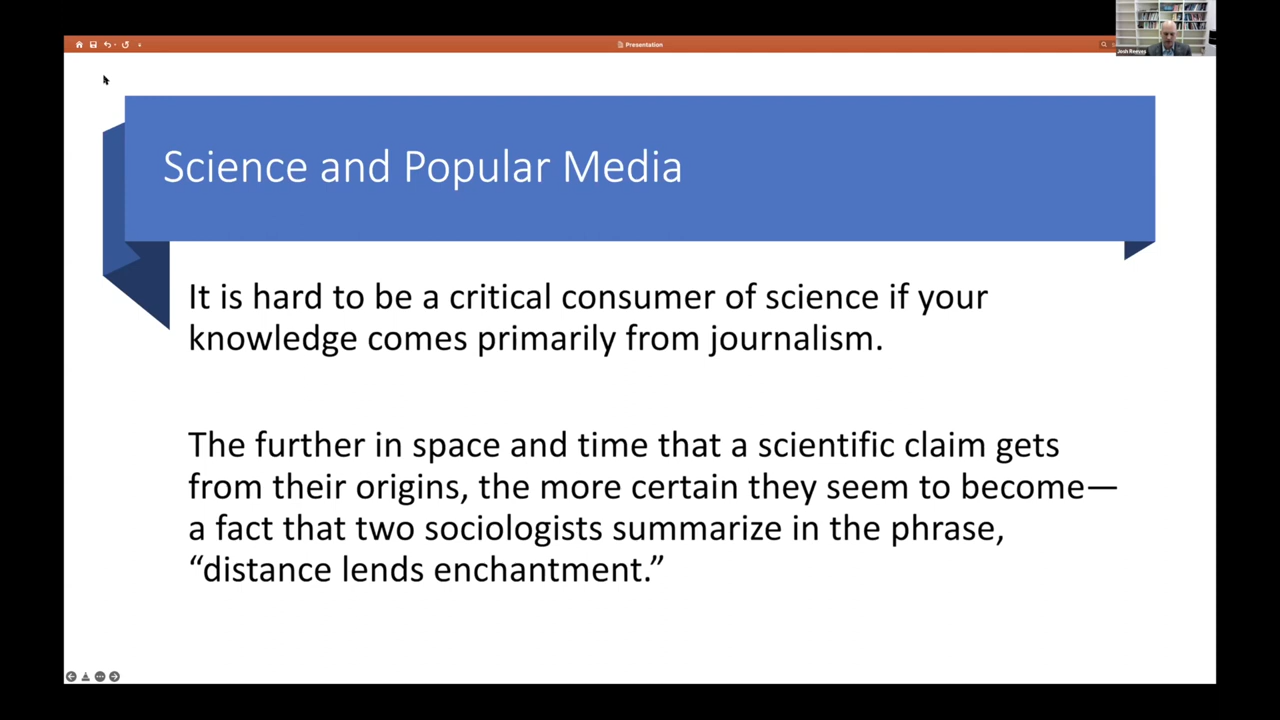 Presentation
Josh Reeves
Science and Popular Media
It is hard to be a critical consumer of science if your
knowledge comes primarily from journalism.
The further in space and time that a scientific claim gets
from their origins, the more certain they seem to become—
a fact that two sociologists summarize in the phrase,
“distance lends enchantment.”